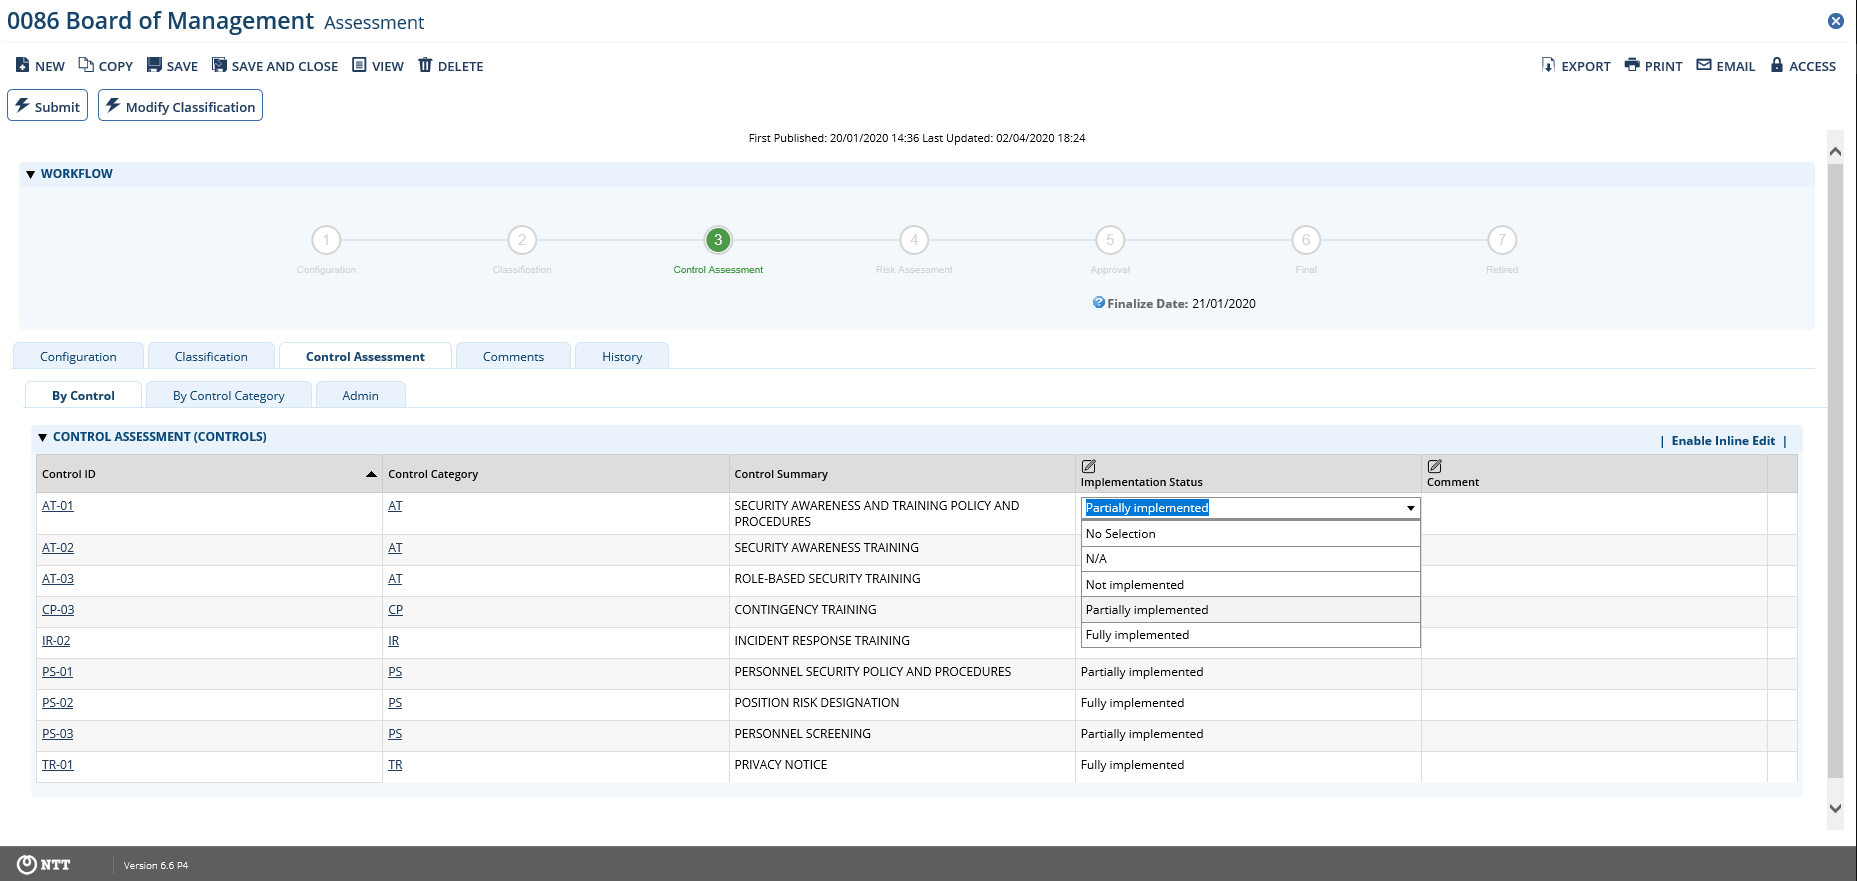 0086 Board of Management Assessment
NEW COPY SAVE SAVE AND CLOSE VIEW DELETE EXPORT PRINT EMAIL ACCESS
Submit Modify Classification
First Published: 20/01/2020 14:36 Last Updated: 02/04/2020 18:24
WORKFLOW
1 2 3 4 5 6 7
Configuration Classification Control Assessment Risk Assessment Approval Final Retired
Finalize Date: 21/01/2020
Configuration Classification Control Assessment Comments History
By Control By Control Category Admin
CONTROL ASSESSMENT (CONTROLS) | Enable Inline Edit |
Control ID Control Category Control Summary Implementation Status Comment
AT-01 AT SECURITY AWARENESS AND TRAINING POLICY AND Partially implemented
PROCEDURES
No Selection
AT-02 AT SECURITY AWARENESS TRAINING
N/A
AT-03 AT ROLE-BASED SECURITY TRAINING Not implemented
CP-03 CP CONTINGENCY TRAINING Partially implemented
IR-02 IR INCIDENT RESPONSE TRAINING Fully implemented
PS-01 PS PERSONNEL SECURITY POLICY AND PROCEDURES Partially implemented
PS-02 PS POSITION RISK DESIGNATION Fully implemented
PS-03 PS PERSONNEL SCREENING Partially implemented
TR-01 TR PRIVACY NOTICE Fully implemented
NTT Version 6.6 P4